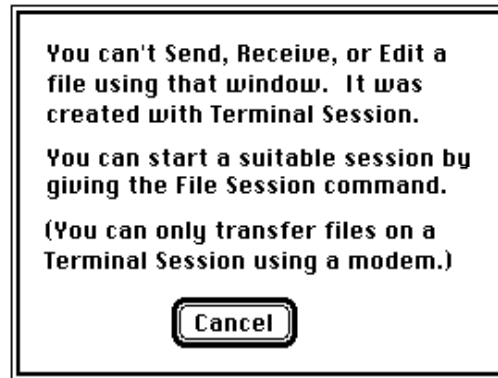 You can't Send, Receive, or Edit a
file using that window.  It was
created with Terminal Session.
You can start a suitable session by
giving the File Session command.
(You can only transfer files on a
Terminal Session using a modem.)
Cancel